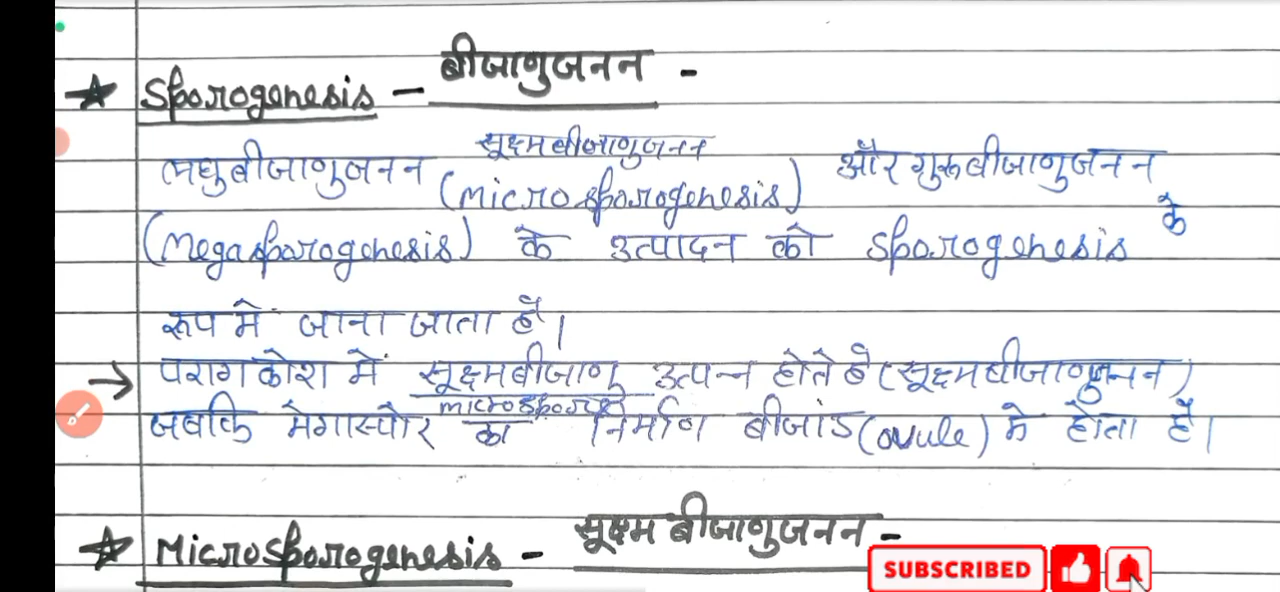 ★ Sporogenesis - बीजाणुजनन -
सूक्ष्मबीजाणुजनन
लघुबीजाणुजनन (microsporogenesis) और गुरुबीजाणुजनन
(Megasporogenesis) के उत्पादन को sporogenesis के
रूप में जाना जाता है।
→ परागकोश में सूक्ष्मबीजाणु उत्पन्न होते है (सूक्ष्मबीजाणुजनन)
microspore
जबकि मेगास्पोर का निर्माण बीजांड (ovule) मे होता है।
★ Microsporogenesis - सूक्ष्म बीजाणुजनन -
SUBSCRIBED